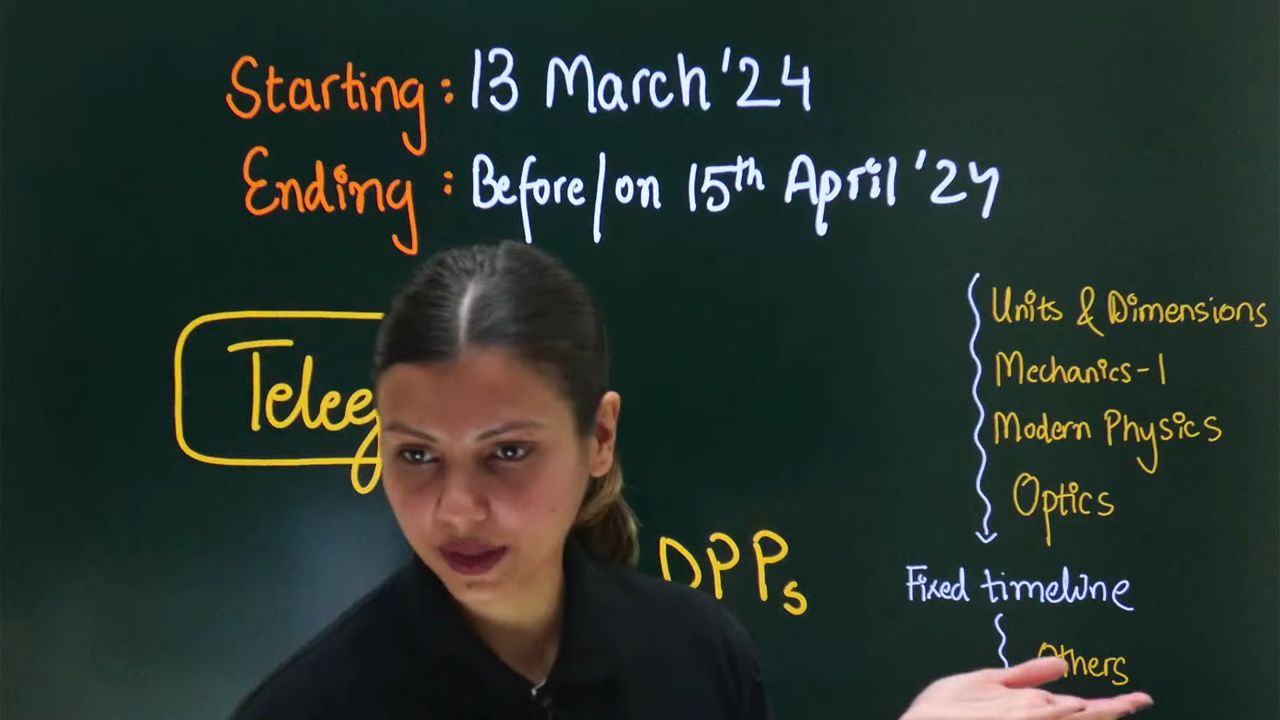 Starting : 13 March '24
Ending : Before/on 15th April '24
Units & Dimensions
Mechanics-1
Modern Physics
Optics
DPPs
Fixed timeline
Others